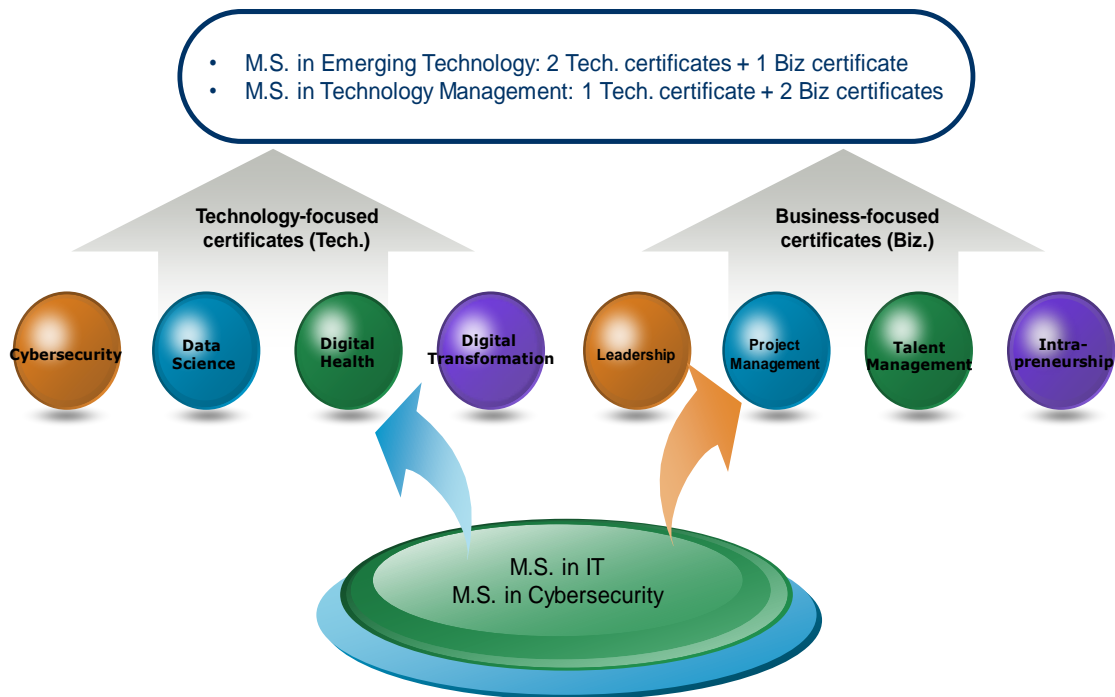 • M.S. in Emerging Technology: 2 Tech. certificates + 1 Biz certificate
• M.S. in Technology Management: 1 Tech. certificate + 2 Biz certificates
Technology-focused
certificates (Tech.)
Business-focused
certificates (Biz.)
Cybersecurity
Data
Science
Digital
Health
Digital
Transformation
Leadership
Project
Management
Talent
Management
Intra-
preneurship
M.S. in IT
M.S. in Cybersecurity